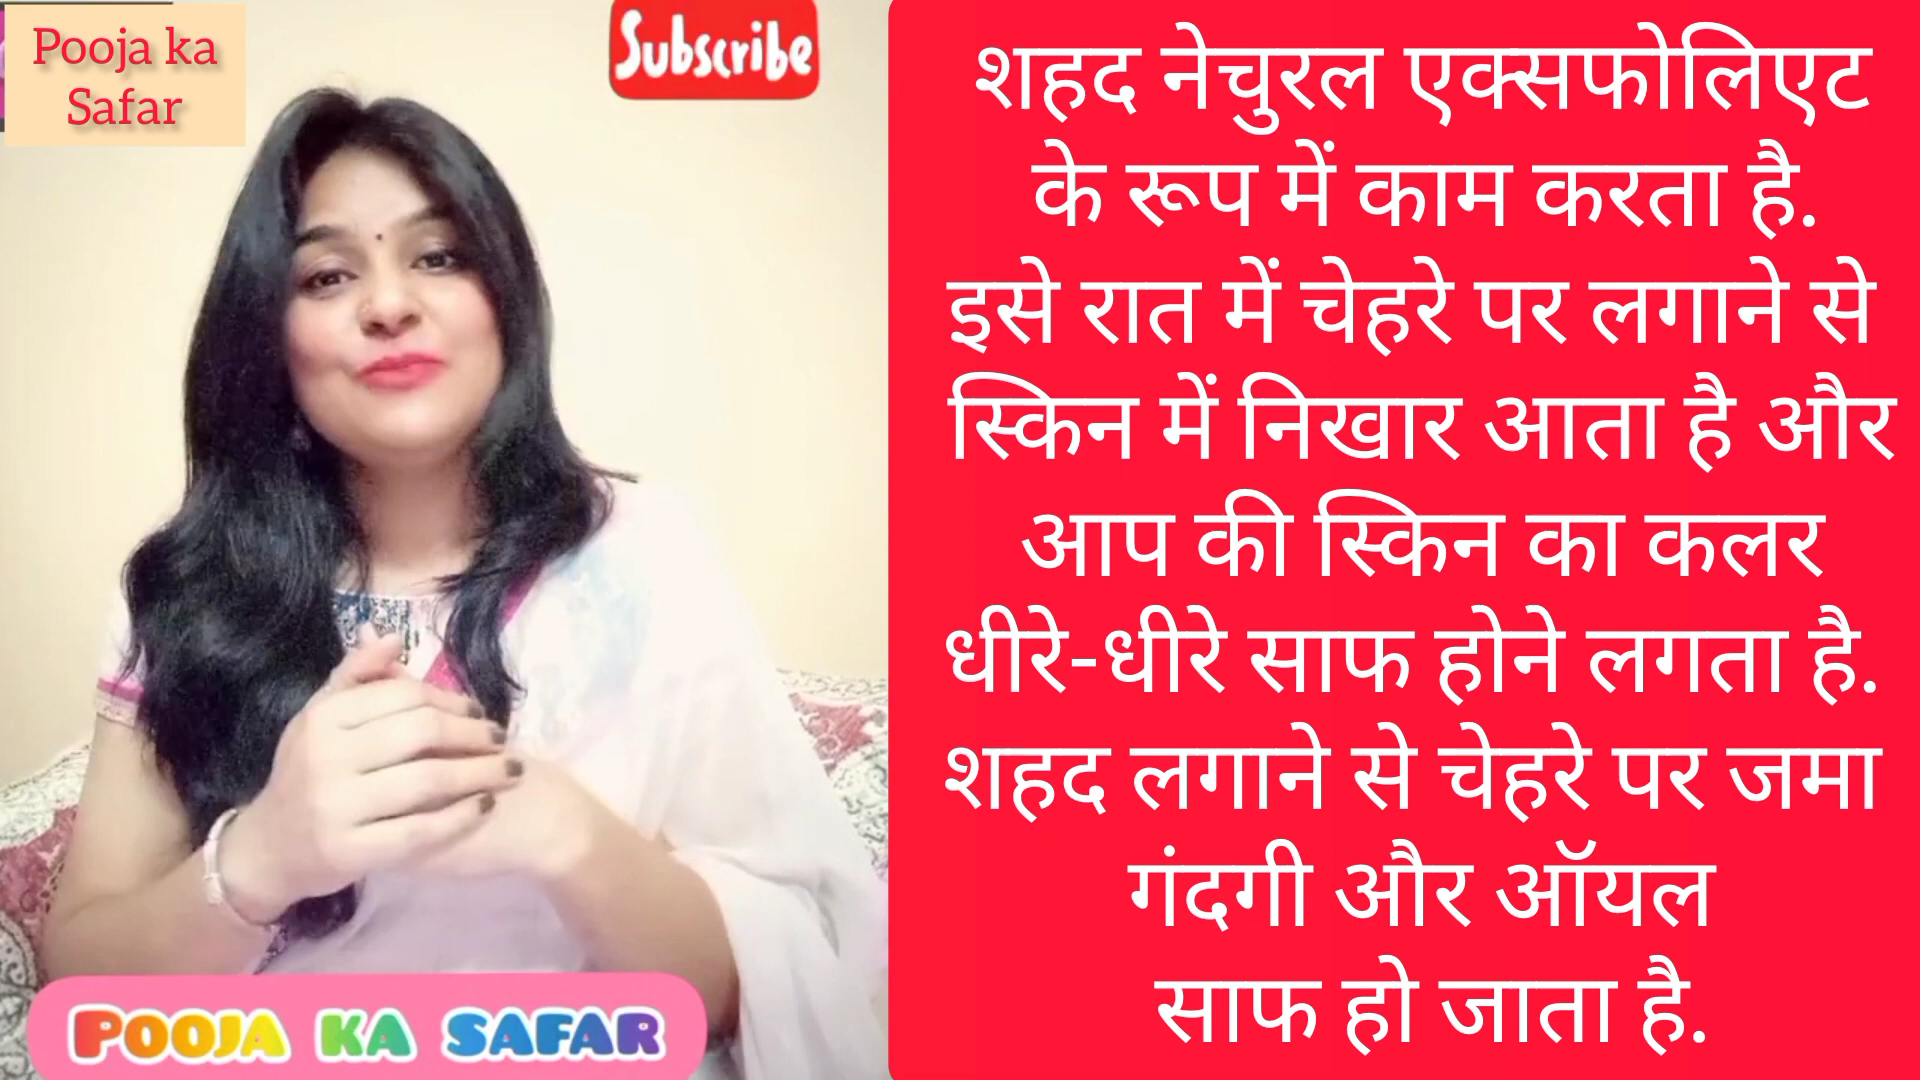 Pooja ka
Safar
Subscribe
शहद नेचुरल एक्सफोलिएट
के रूप में काम करता है.
इसे रात में चेहरे पर लगाने से
स्किन में निखार आता है और
आप की स्किन का कलर
धीरे-धीरे साफ होने लगता है.
शहद लगाने से चेहरे पर जमा
गंदगी और ऑयल
साफ हो जाता है.
POOJA KA SAFAR